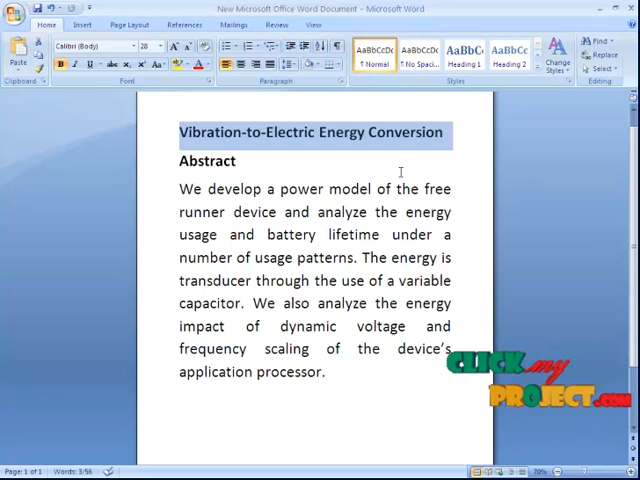 New Microsoft Office Word Document - Microsoft Word
Home Insert Page Layout References Mailings Review View
Paste Calibri (Body) 28 AaBbCcDc AaBbCcDc AaBbC AaBbCc Find
Replace
Select
¶ Normal ¶ No Spaci... Heading 1 Heading 2 Change Styles
Clipboard Font Paragraph Styles Editing
Vibration-to-Electric Energy Conversion
Abstract
We develop a power model of the free
runner device and analyze the energy
usage and battery lifetime under a
number of usage patterns. The energy is
transducer through the use of a variable
capacitor. We also analyze the energy
impact of dynamic voltage and
frequency scaling of the device's
application processor.
CLICK my
PROJECT.COM
Page: 1 of 1 Words: 3/56 70%